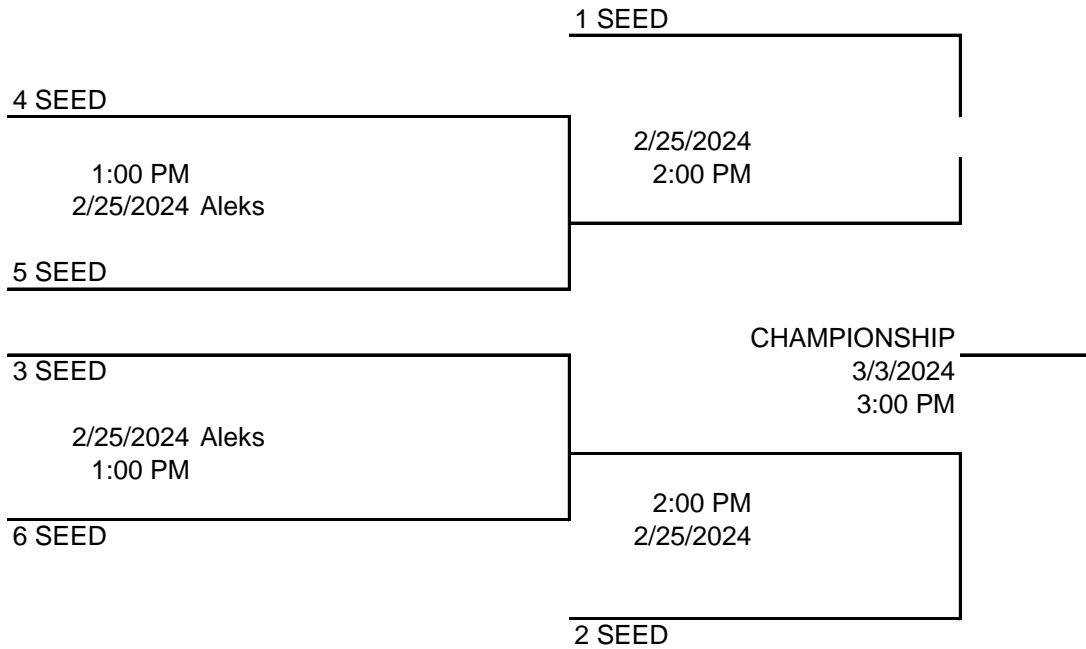 1 SEED
4 SEED
2/25/2024
1:00 PM
2:00 PM
2/25/2024 Aleks
5 SEED
CHAMPIONSHIP
3 SEED
3/3/2024
3:00 PM
2/25/2024 Aleks
1:00 PM
2:00 PM
6 SEED
2/25/2024
2 SEED